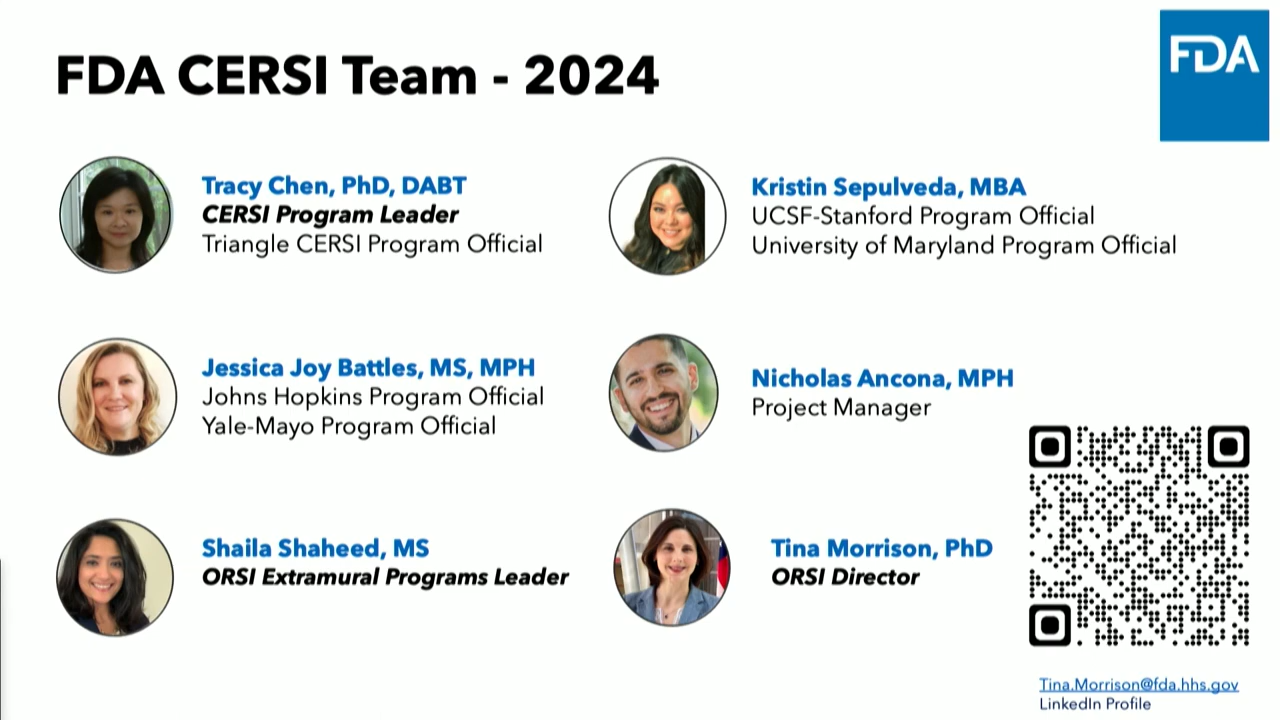 FDA CERSI Team - 2024
FDA
Tracy Chen, PhD, DABT
CERSI Program Leader
Triangle CERSI Program Official
Kristin Sepulveda, MBA
UCSF-Stanford Program Official
University of Maryland Program Official
Jessica Joy Battles, MS, MPH
Johns Hopkins Program Official
Yale-Mayo Program Official
Nicholas Ancona, MPH
Project Manager
Shaila Shaheed, MS
ORSI Extramural Programs Leader
Tina Morrison, PhD
ORSI Director
Tina.Morrison@fda.hhs.gov
LinkedIn Profile